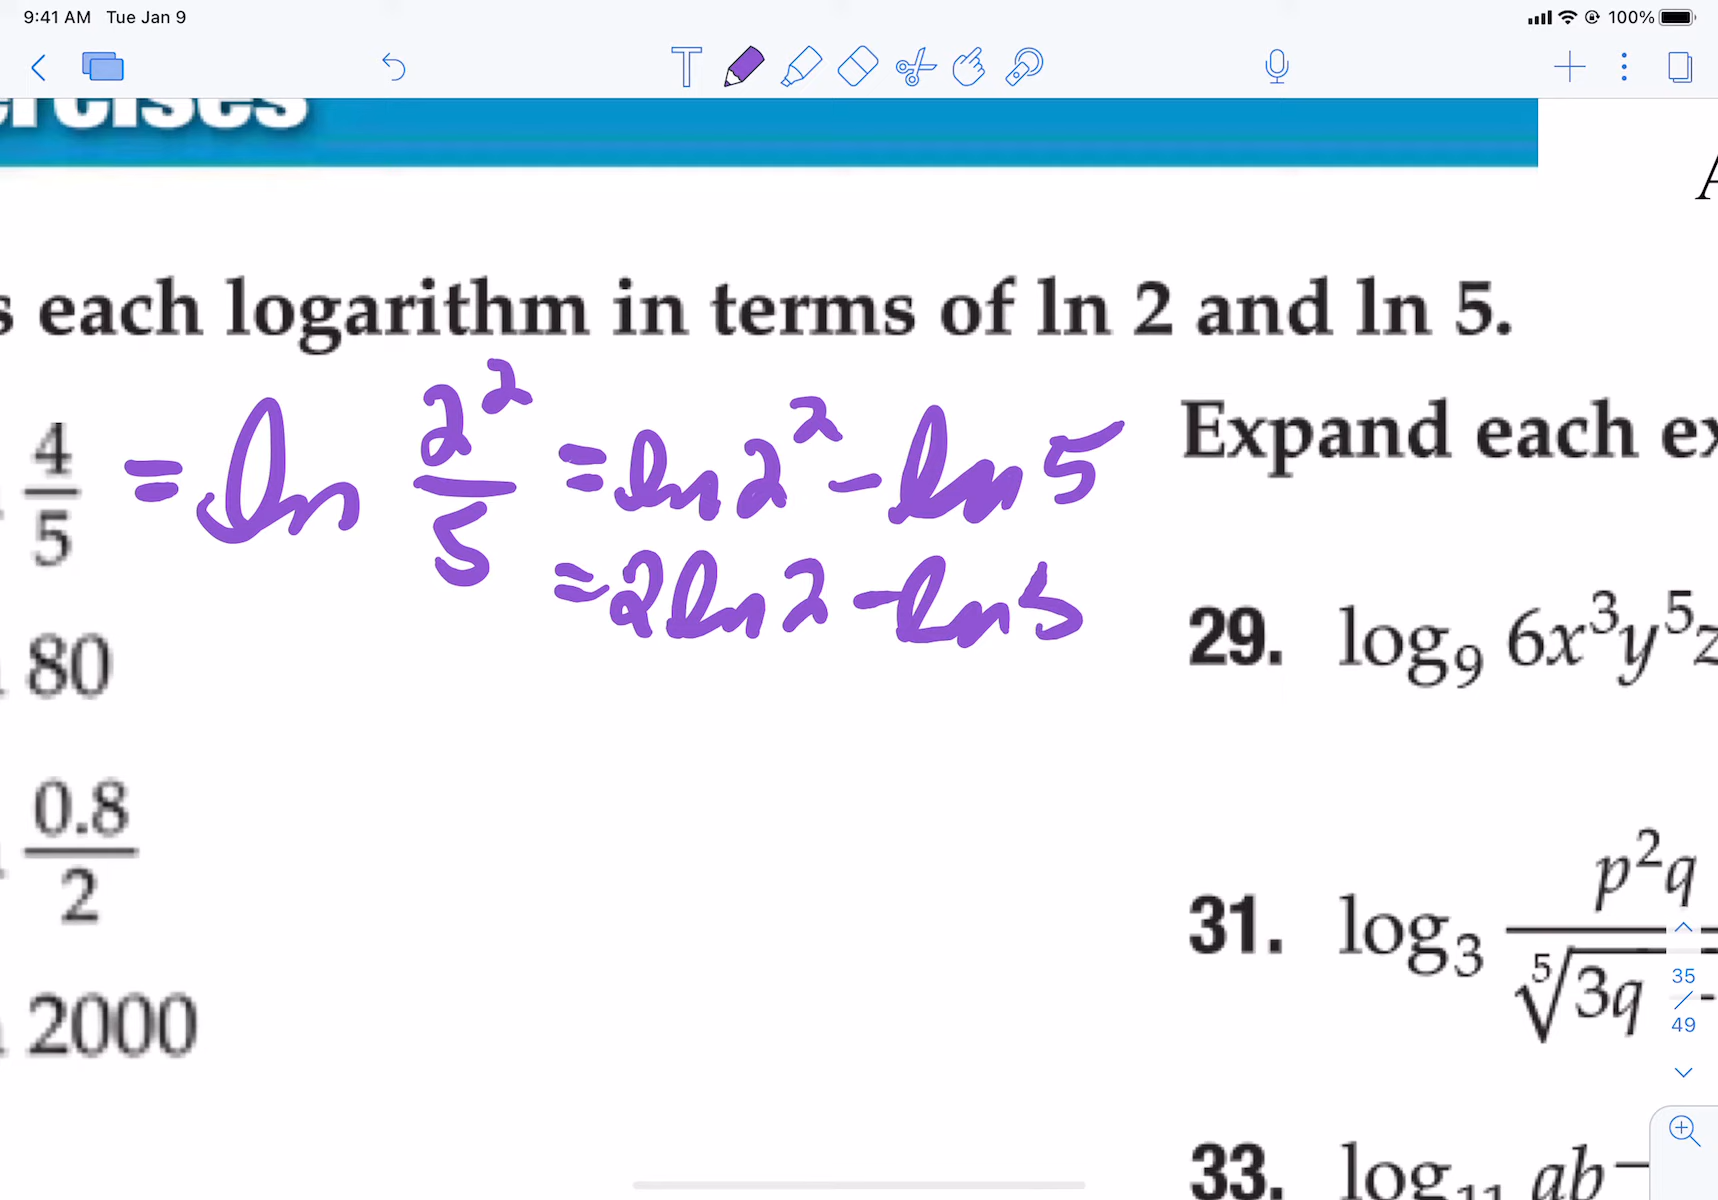 9:41 AM Tue Jan 9
100%
ercises
s each logarithm in terms of ln 2 and ln 5.
4/5 = ln 2²/5 = ln 2² - ln 5
= 2 ln 2 - ln 5
80
0.8/2
2000
Expand each ex
29. log₉ 6x³y⁵z
31. log₃ p²q / ⁵√3q -
33. log₁₁ ab⁻
35 / 49